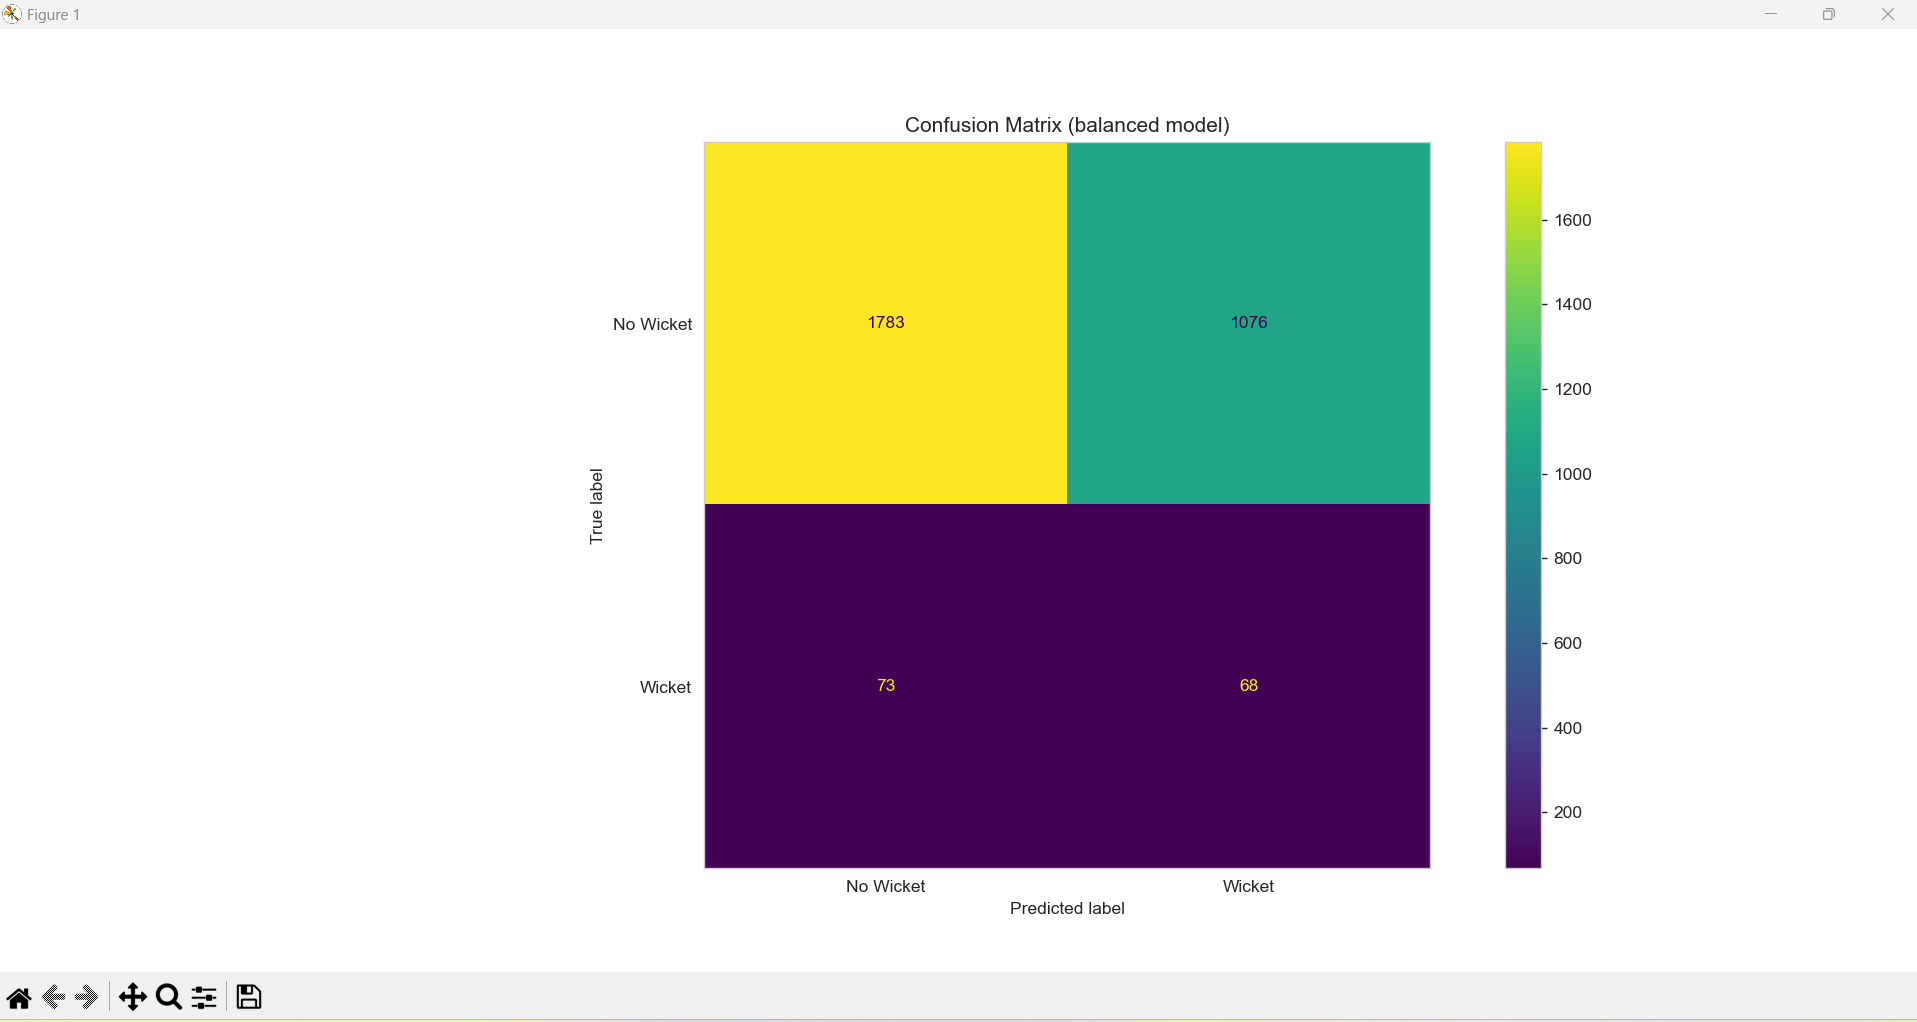 Figure 1
Confusion Matrix (balanced model)
No Wicket
1783
1076
Wicket
73
68
True label
No Wicket
Wicket
Predicted label
1600
1400
1200
1000
800
600
400
200